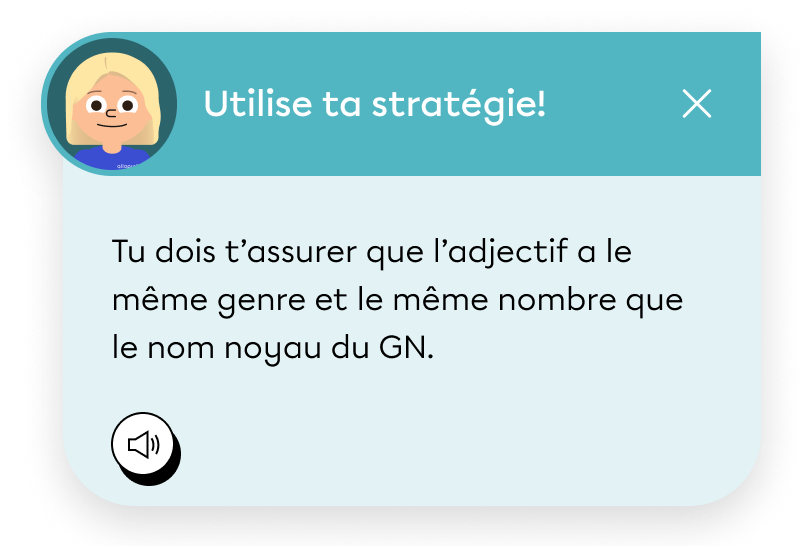 Utilise ta stratégie!
Tu dois t’assurer que l’adjectif a le
même genre et le même nombre que
le nom noyau du GN.